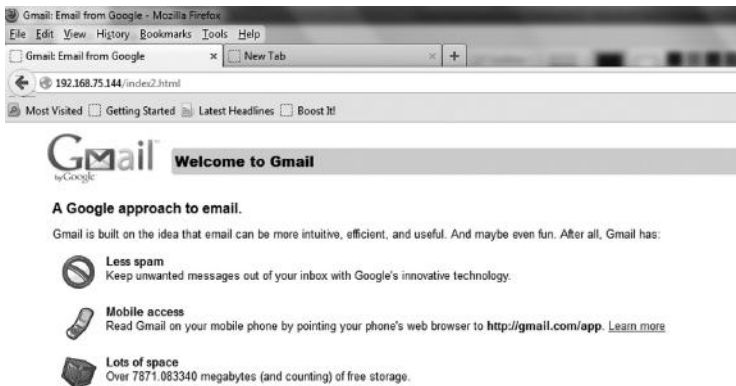 Gmail: Email from Google - Mozilla Firefox
File Edit View History Bookmarks Tools Help
Gmail: Email from Google × New Tab × +
192.168.75.144/index2.html
Most Visited Getting Started Latest Headlines Boost It!
Gmail™
by Google
Welcome to Gmail
A Google approach to email.
Gmail is built on the idea that email can be more intuitive, efficient, and useful. And maybe even fun. After all, Gmail has:
Less spam
Keep unwanted messages out of your inbox with Google's innovative technology.
Mobile access
Read Gmail on your mobile phone by pointing your phone's web browser to http://gmail.com/app. Learn more
Lots of space
Over 7871.083340 megabytes (and counting) of free storage.